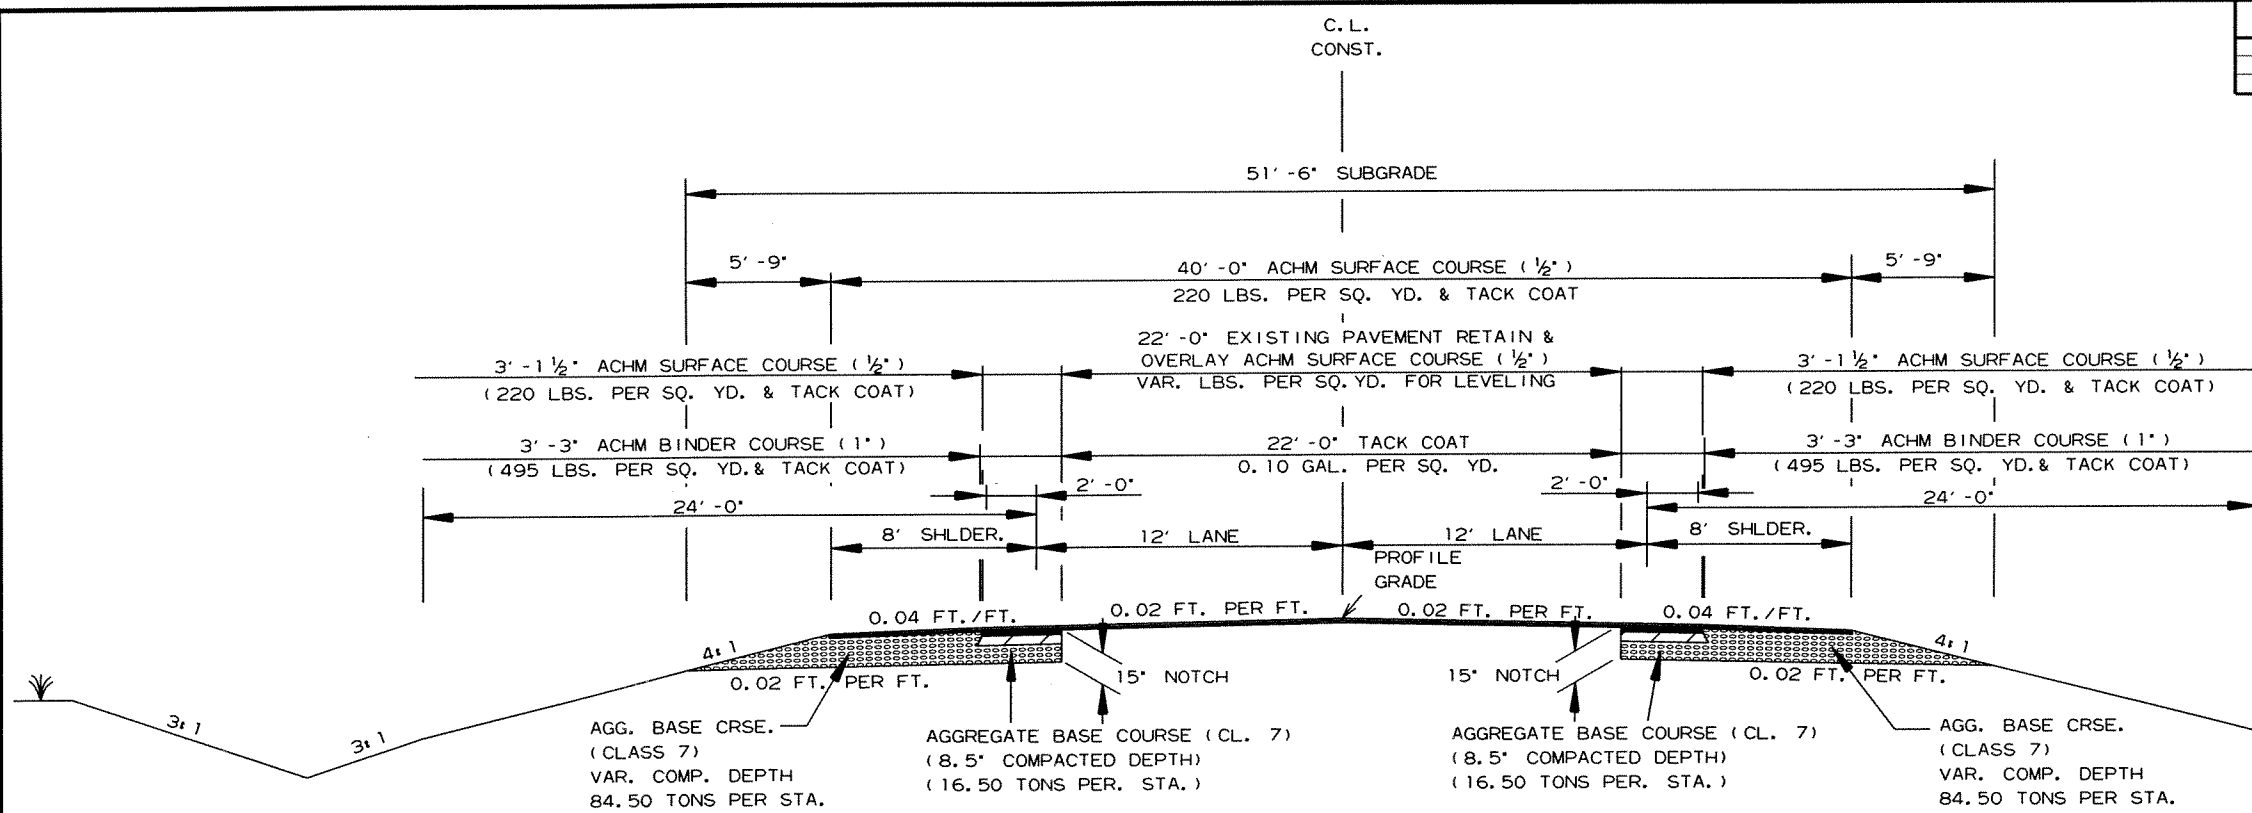 C.L.
CONST.
51'-6" SUBGRADE
5'-9"
40'-0" ACHM SURFACE COURSE (½")
220 LBS. PER SQ. YD. & TACK COAT
5'-9"
3'-1½" ACHM SURFACE COURSE (½")
(220 LBS. PER SQ. YD. & TACK COAT)
22'-0" EXISTING PAVEMENT RETAIN &
OVERLAY ACHM SURFACE COURSE (½")
VAR. LBS. PER SQ.YD. FOR LEVELING
3'-1½" ACHM SURFACE COURSE (½")
(220 LBS. PER SQ. YD. & TACK COAT)
3'-3" ACHM BINDER COURSE (1")
(495 LBS. PER SQ. YD.& TACK COAT)
22'-0" TACK COAT
0.10 GAL. PER SQ. YD.
3'-3" ACHM BINDER COURSE (1")
(495 LBS. PER SQ. YD.& TACK COAT)
2'-0"
2'-0"
24'-0"
24'-0"
8' SHLDER.
12' LANE
12' LANE
8' SHLDER.
PROFILE
GRADE
0.04 FT./FT.
0.02 FT. PER FT.
0.02 FT. PER FT.
0.04 FT./FT.
4:1
4:1
0.02 FT. PER FT.
15" NOTCH
15" NOTCH
0.02 FT. PER FT.
3:1
3:1
AGG. BASE CRSE.
(CLASS 7)
VAR. COMP. DEPTH
84.50 TONS PER STA.
AGGREGATE BASE COURSE (CL. 7)
(8.5" COMPACTED DEPTH)
(16.50 TONS PER. STA.)
AGGREGATE BASE COURSE (CL. 7)
(8.5" COMPACTED DEPTH)
(16.50 TONS PER. STA.)
AGG. BASE CRSE.
(CLASS 7)
VAR. COMP. DEPTH
84.50 TONS PER STA.